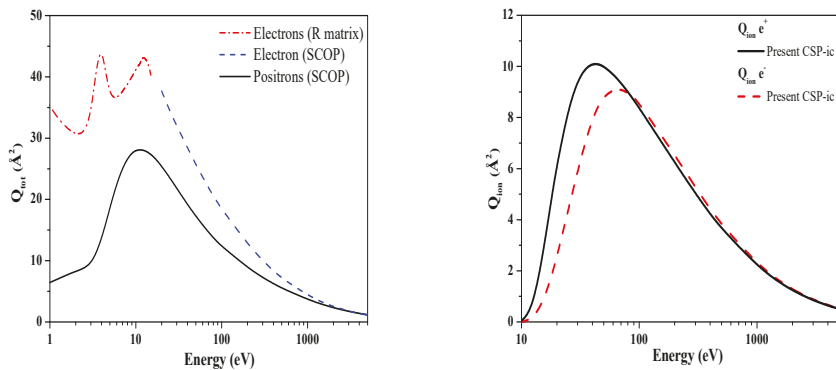 50
40
30
20
10
0
Q_tot (Å²)
Electrons (R matrix)
Electron (SCOP)
Positrons (SCOP)
1
10
100
1000
Energy (eV)
12
10
8
6
4
2
0
Q_ion (Å²)
Q_ion e⁺
Present CSP-ic
Q_ion e⁻
Present CSP-ic
10
100
1000
Energy (eV)